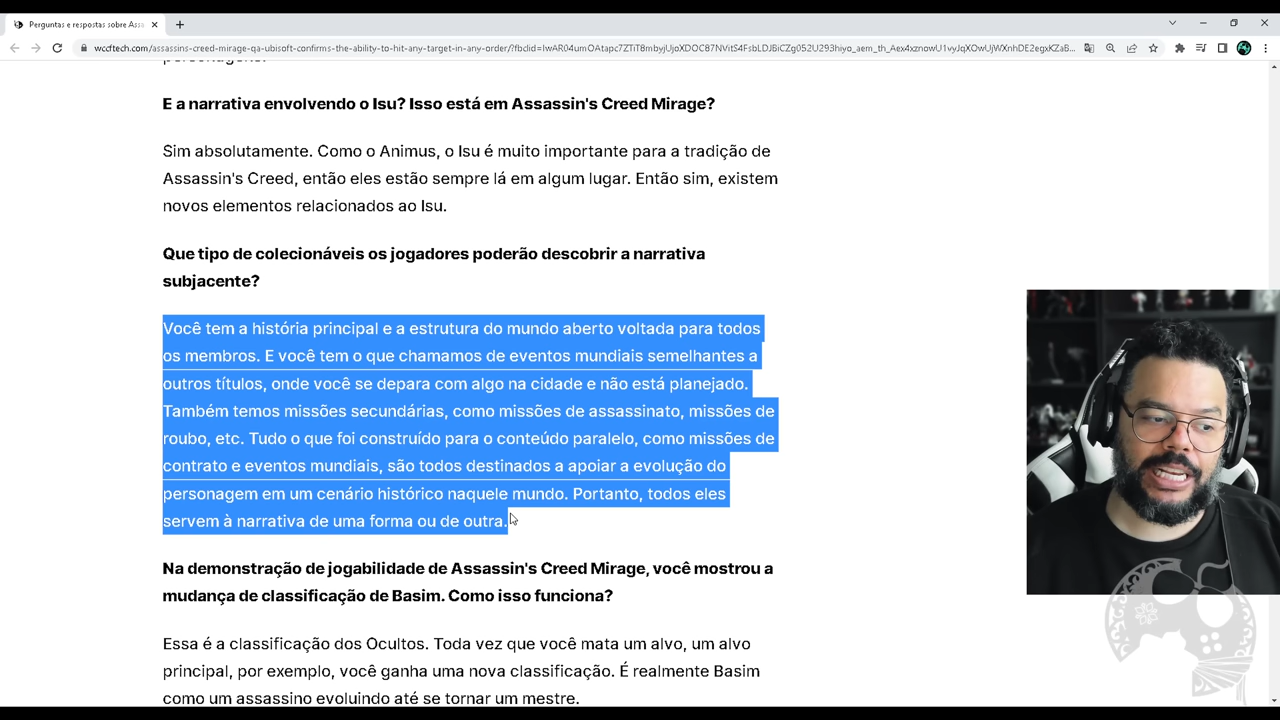 Perguntas e respostas sobre Assa
wccftech.com/assassins-creed-mirage-qa-ubisoft-confirms-the-ability-to-hit-any-target-in-any-order/?fbclid=
E a narrativa envolvendo o Isu? Isso está em Assassin's Creed Mirage?
Sim absolutamente. Como o Animus, o Isu é muito importante para a tradição de
Assassin's Creed, então eles estão sempre lá em algum lugar. Então sim, existem
novos elementos relacionados ao Isu.
Que tipo de colecionáveis os jogadores poderão descobrir a narrativa
subjacente?
Você tem a história principal e a estrutura do mundo aberto voltada para todos
os membros. E você tem o que chamamos de eventos mundiais semelhantes a
outros títulos, onde você se depara com algo na cidade e não está planejado.
Também temos missões secundárias, como missões de assassinato, missões de
roubo, etc. Tudo o que foi construído para o conteúdo paralelo, como missões de
contrato e eventos mundiais, são todos destinados a apoiar a evolução do
personagem em um cenário histórico naquele mundo. Portanto, todos eles
servem à narrativa de uma forma ou de outra.
Na demonstração de jogabilidade de Assassin's Creed Mirage, você mostrou a
mudança de classificação de Basim. Como isso funciona?
Essa é a classificação dos Ocultos. Toda vez que você mata um alvo, um alvo
principal, por exemplo, você ganha uma nova classificação. É realmente Basim
como um assassino evoluindo até se tornar um mestre.